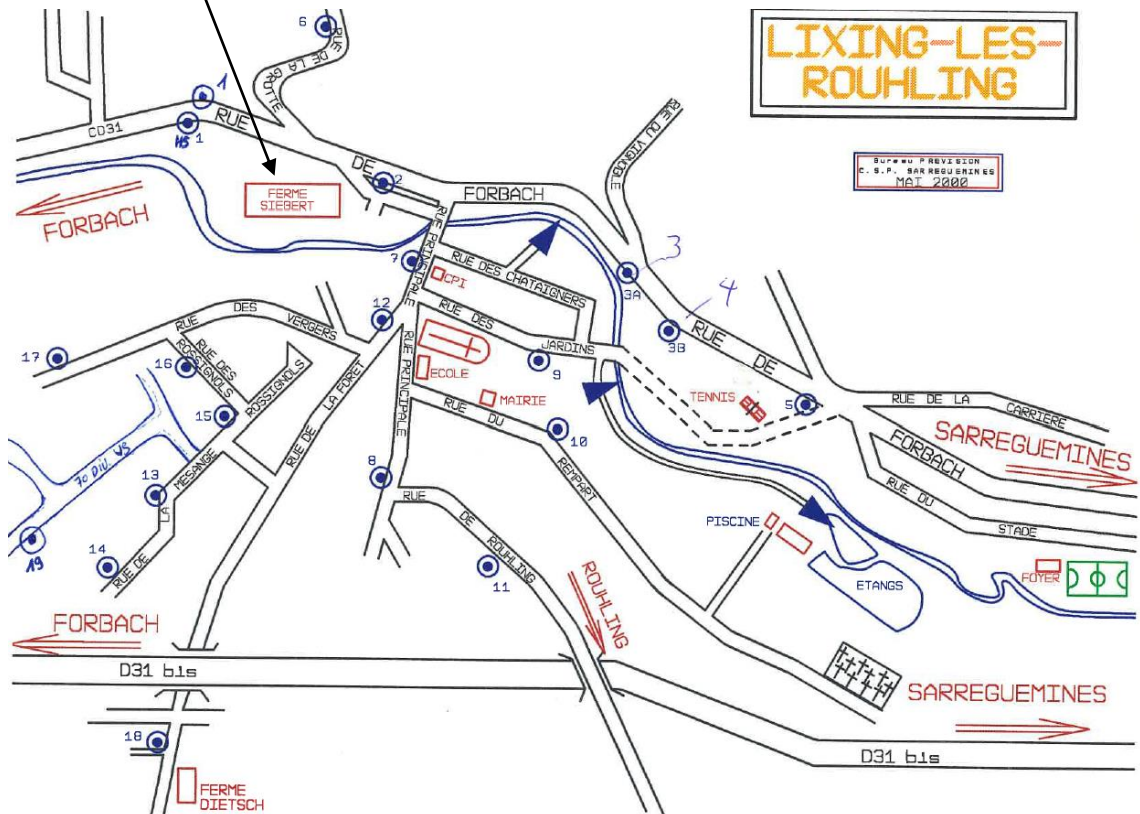 LIXING-LES-
ROUHLING
Bureau PREVISION
C.S.P. SARREGUEMINES
MAI 2000
6
RUE
DE LA GROTTE
1
CD31
1
HS
RUE
DE
FORBACH
2
FERME
SIEBERT
FORBACH
RUE DU VIGNOBLE
RUE PRINCIPALE
7
CPI
RUE DES CHATAIGNERS
3
3A
4
3B
RUE DE
12
RUE DES
JARDINS
9
RUE
DES
VERGERS
17
16
RUE DES
ROSSIGNOLS
15
ROSSIGNOLS
RUE PRINCIPALE
ECOLE
MAIRIE
TENNIS
5
RUE DE LA
CARRIERE
SARREGUEMINES
FORBACH
RUE DU
STADE
RUE DU
REMPART
10
RUE DE LA FORET
70 DIV. US
13
RUE DE LA MESANGE
19
14
8
RUE
DE
ROUHLING
11
PISCINE
ETANGS
FOYER
ROUHLING
FORBACH
D31 bis
SARREGUEMINES
D31 bis
18
FERME
DIETSCH